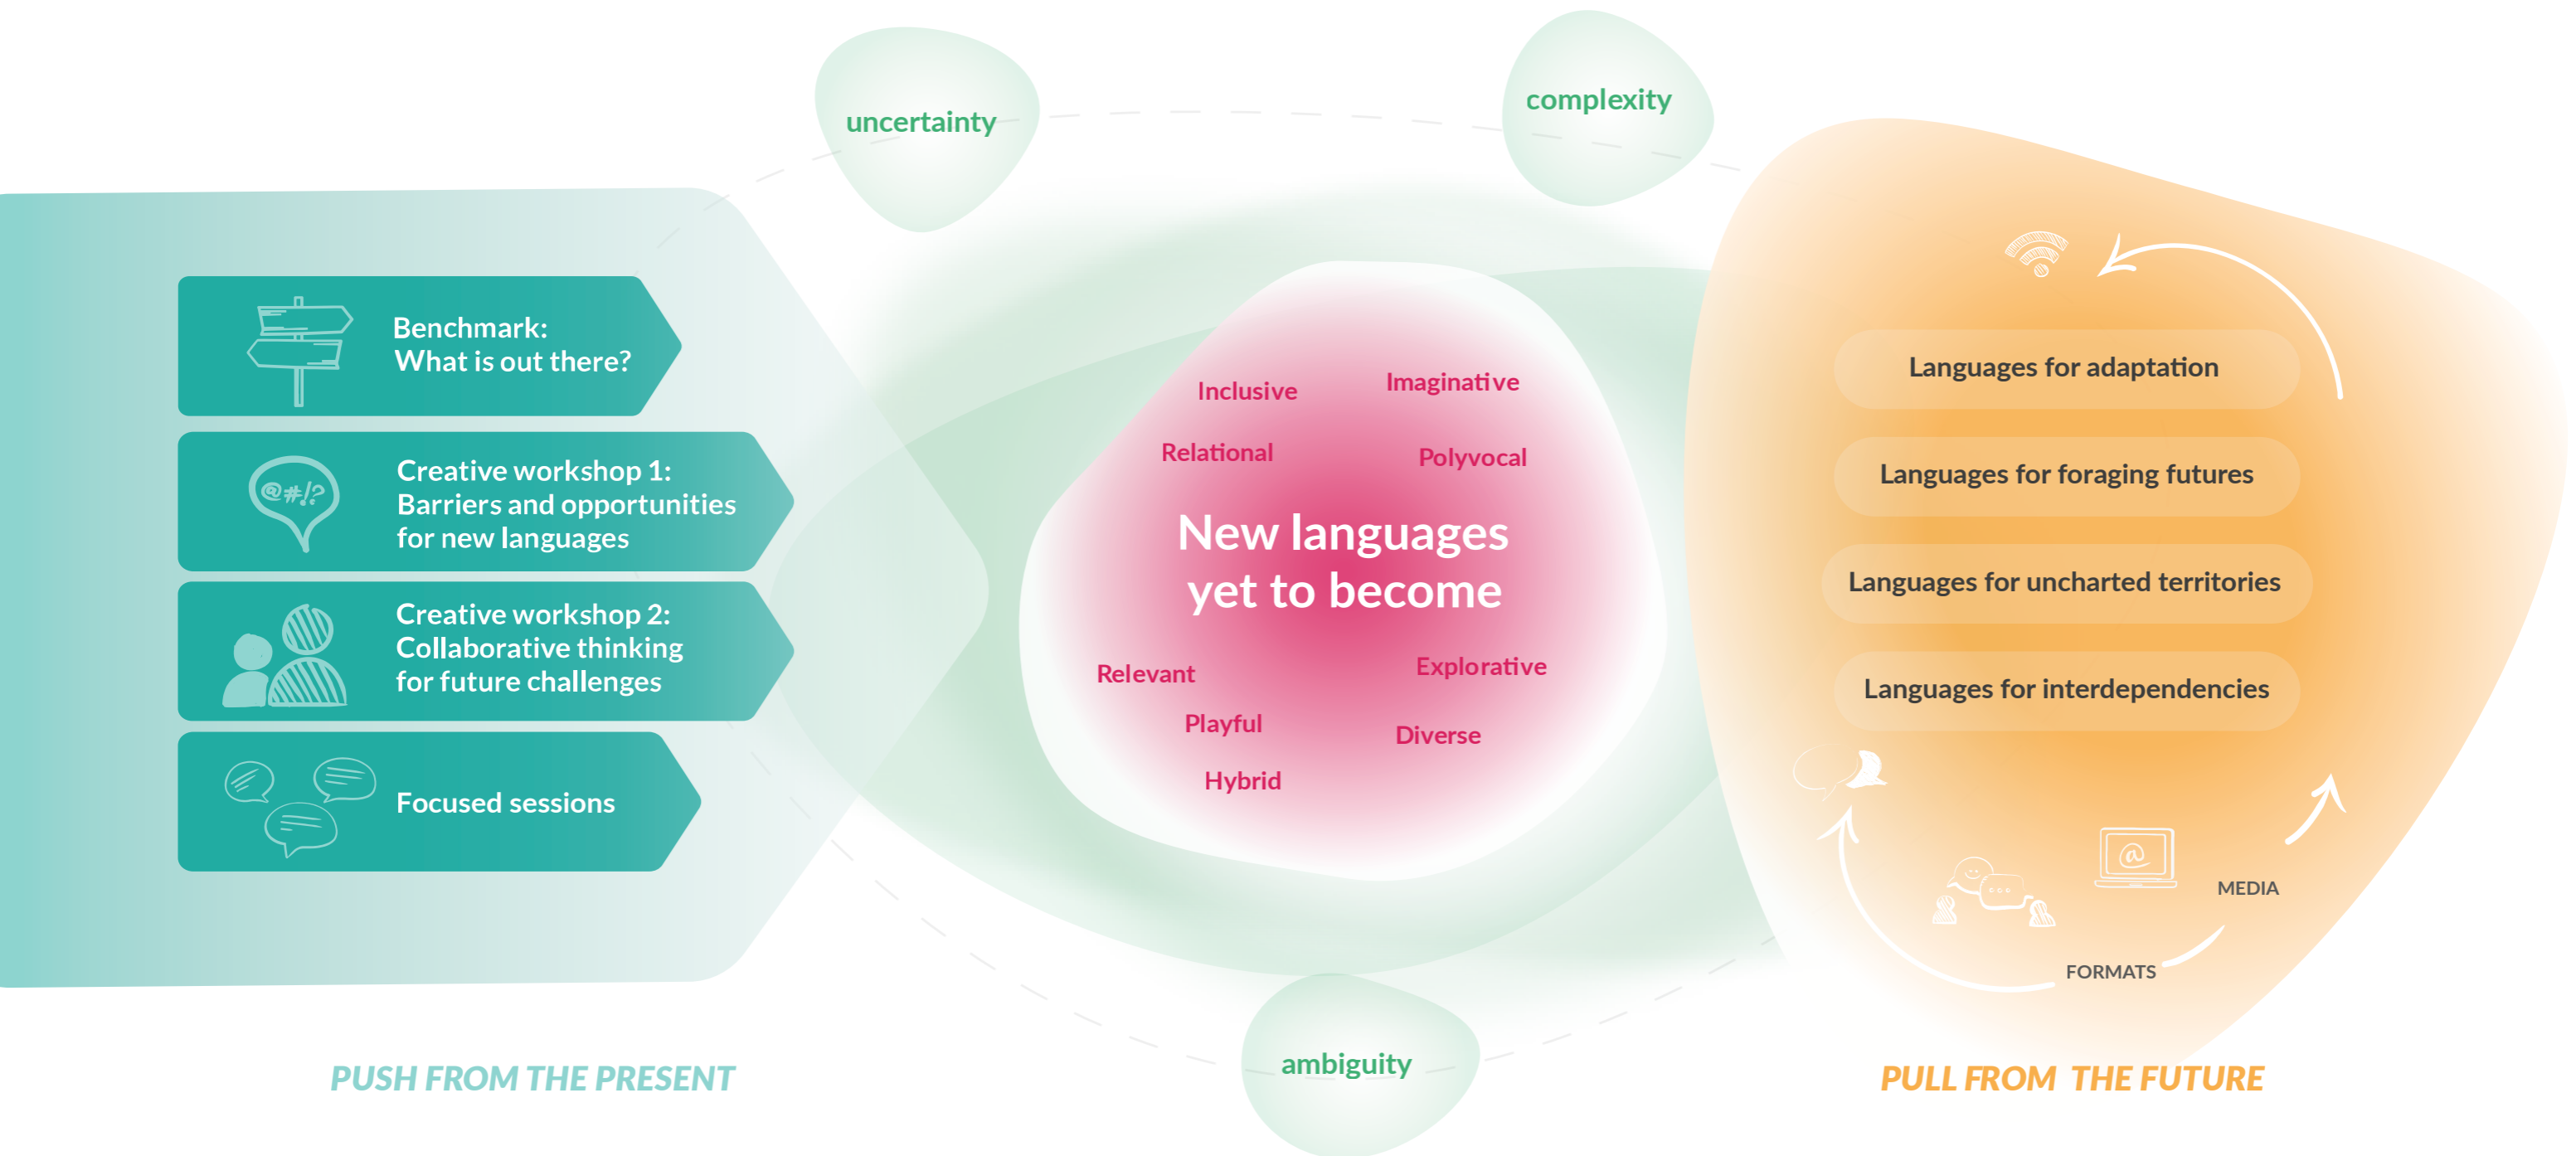 uncertainty
complexity
Benchmark:
What is out there?
Creative workshop 1:
Barriers and opportunities
for new languages
@#!?
Creative workshop 2:
Collaborative thinking
for future challenges
Focused sessions
PUSH FROM THE PRESENT
Inclusive
Imaginative
Relational
Polyvocal
New languages
yet to become
Relevant
Explorative
Playful
Diverse
Hybrid
ambiguity
Languages for adaptation
Languages for foraging futures
Languages for uncharted territories
Languages for interdependencies
@
MEDIA
FORMATS
PULL FROM THE FUTURE